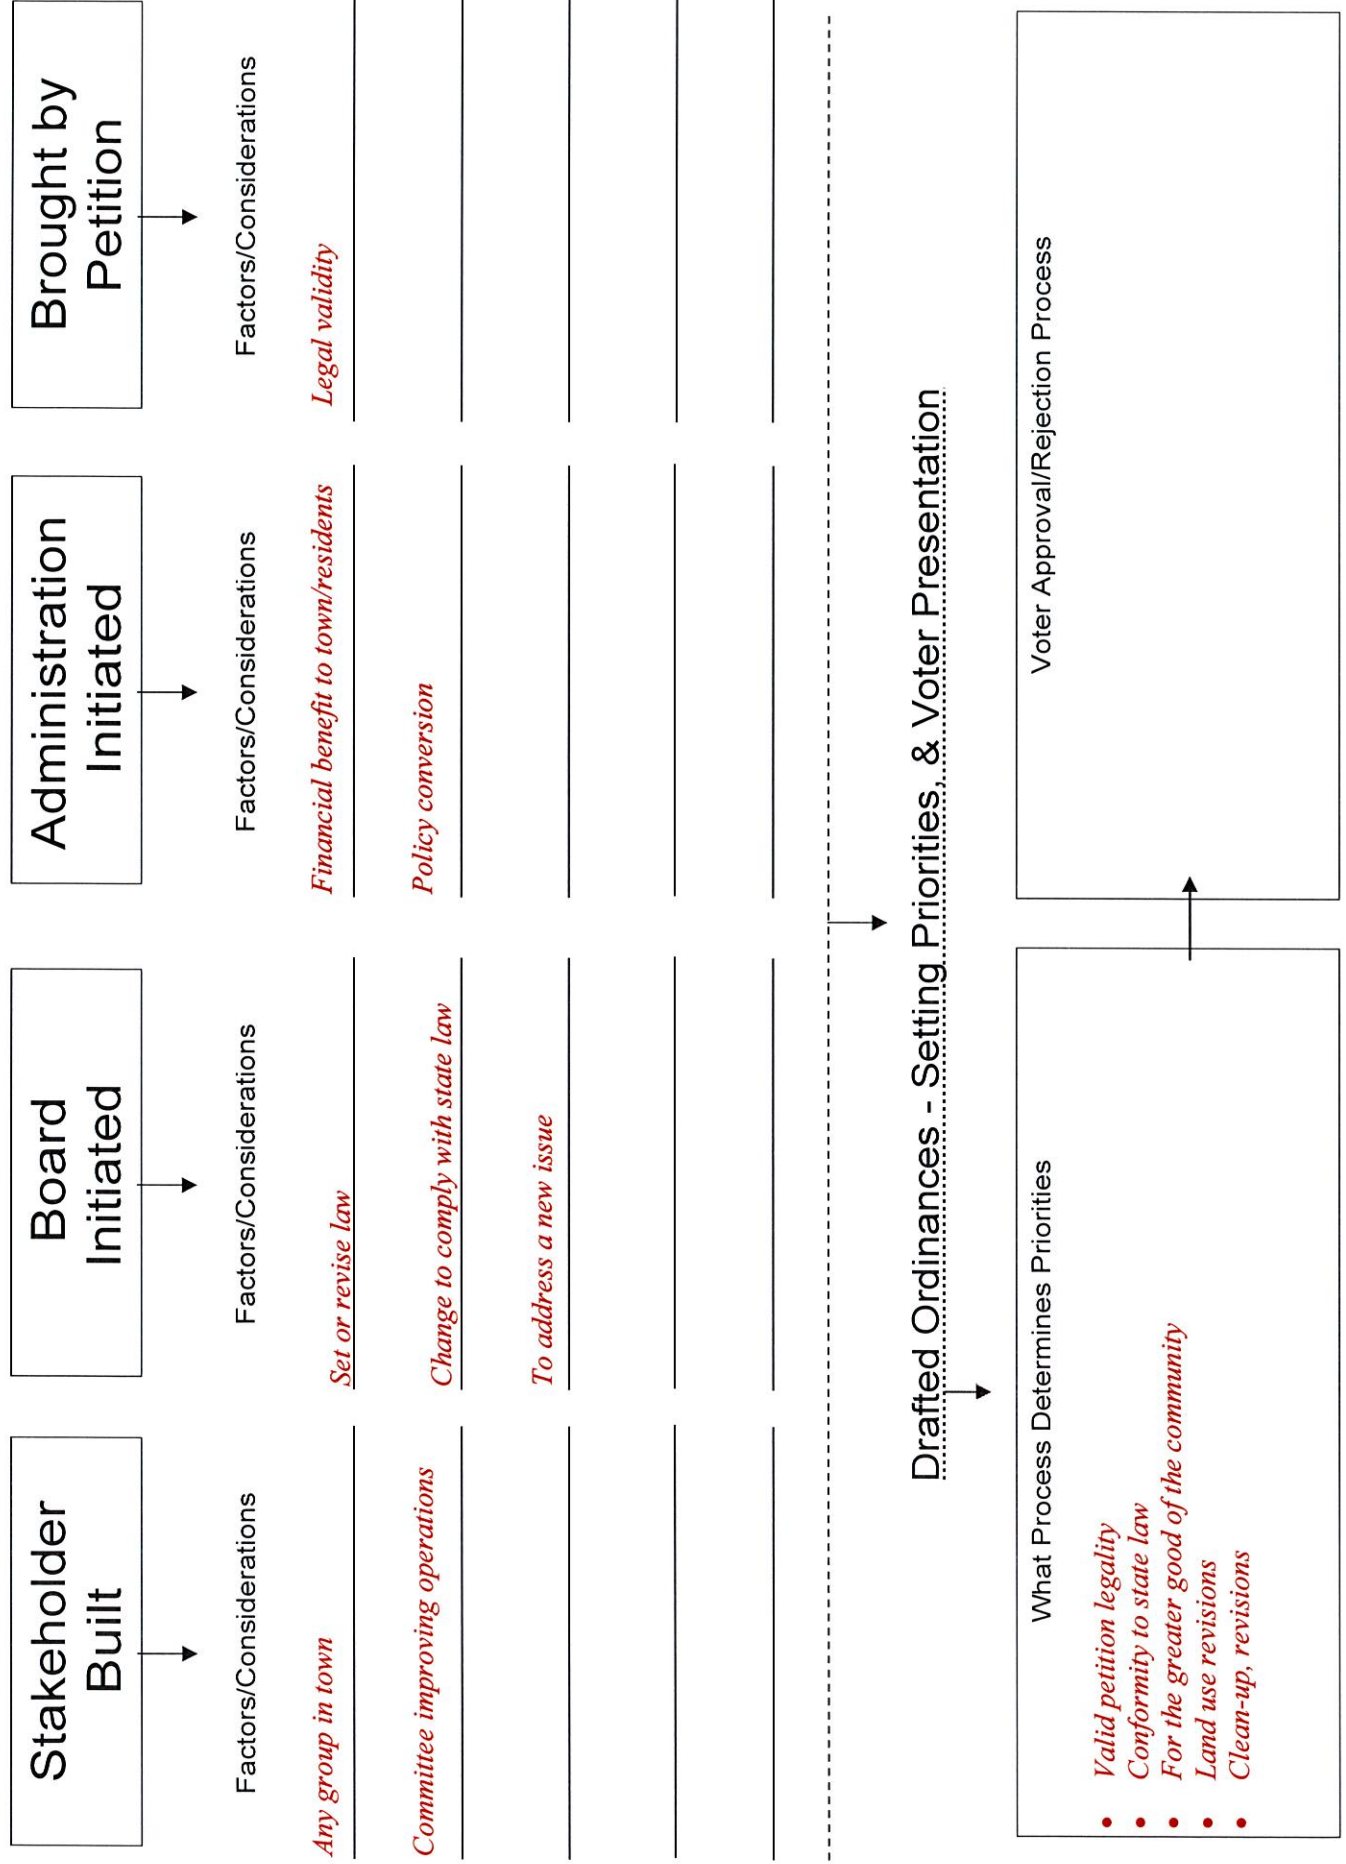 Stakeholder
Built
Factors/Considerations
Any group in town
Committee improving operations
Board
Initiated
Factors/Considerations
Set or revise law
Change to comply with state law
To address a new issue
Administration
Initiated
Factors/Considerations
Financial benefit to town/residents
Policy conversion
Brought by
Petition
Factors/Considerations
Legal validity
Drafted Ordinances - Setting Priorities, & Voter Presentation
What Process Determines Priorities
• Valid petition legality
• Conformity to state law
• For the greater good of the community
• Land use revisions
• Clean-up, revisions
Voter Approval/Rejection Process